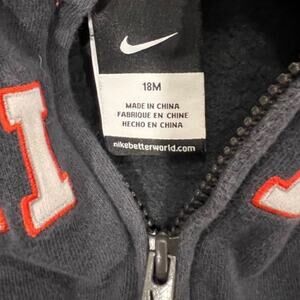 18M
MADE IN CHINA
FABRIQUE EN CHINE
HECHO EN CHINA
nikebetterworld.com
I